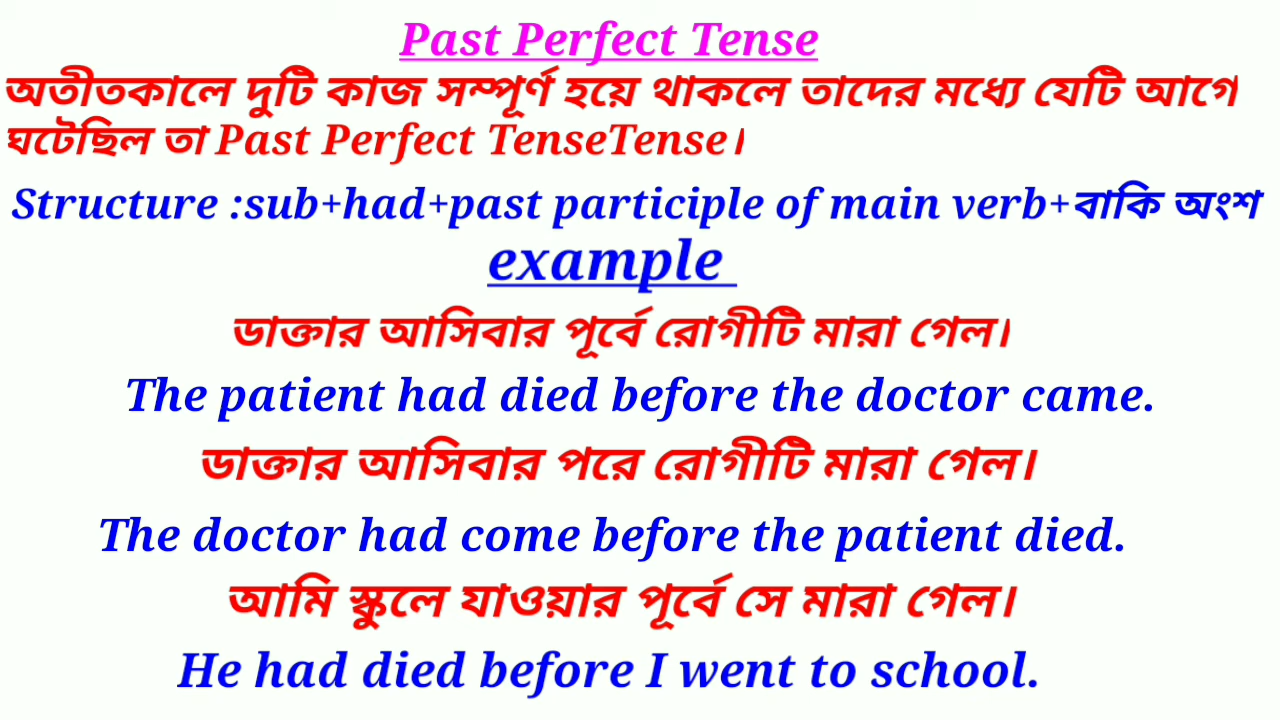 Past Perfect Tense
অতীতকালে দুটি কাজ সম্পূর্ণ হয়ে থাকলে তাদের মধ্যে যেটি আগে
ঘটেছিল তা Past Perfect TenseTense।
Structure :sub+had+past participle of main verb+বাকি অংশ
example
ডাক্তার আসিবার পূর্বে রোগীটি মারা গেল।
The patient had died before the doctor came.
ডাক্তার আসিবার পরে রোগীটি মারা গেল।
The doctor had come before the patient died.
আমি স্কুলে যাওয়ার পূর্বে সে মারা গেল।
He had died before I went to school.